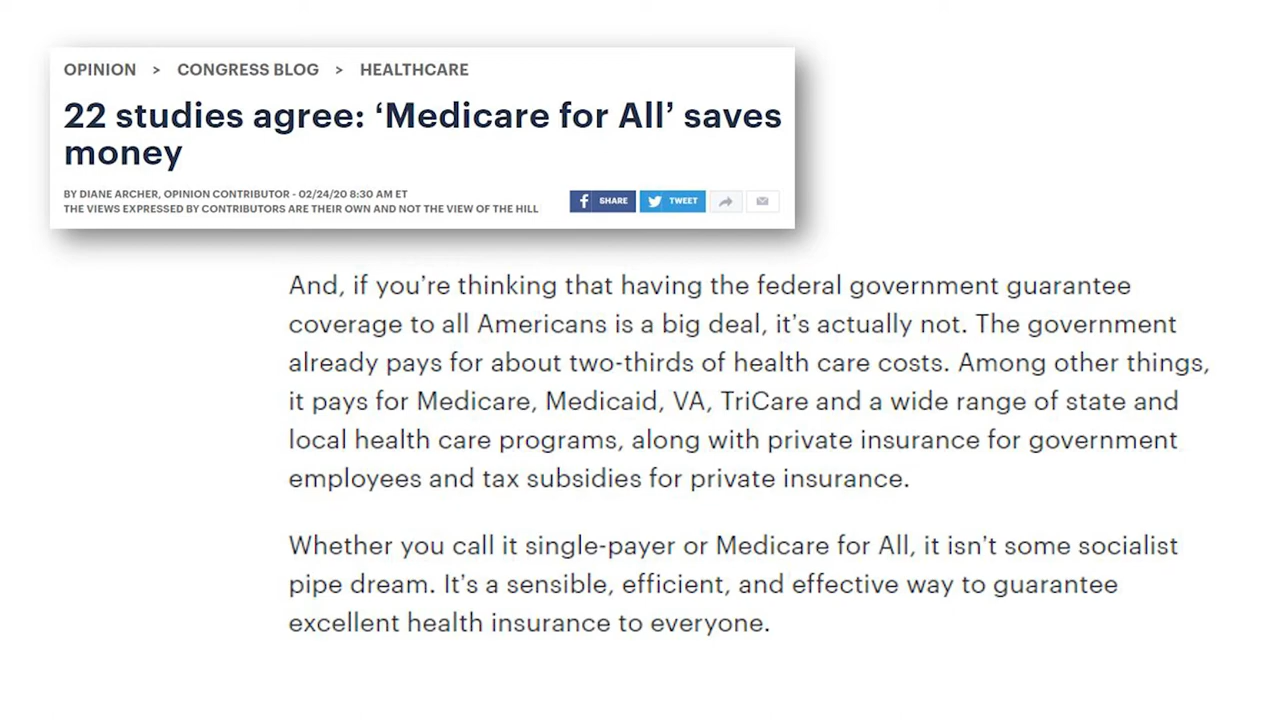 OPINION > CONGRESS BLOG > HEALTHCARE
22 studies agree: ‘Medicare for All’ saves
money
BY DIANE ARCHER, OPINION CONTRIBUTOR - 02/24/20 8:30 AM ET
THE VIEWS EXPRESSED BY CONTRIBUTORS ARE THEIR OWN AND NOT THE VIEW OF THE HILL
SHARE TWEET
And, if you’re thinking that having the federal government guarantee
coverage to all Americans is a big deal, it’s actually not. The government
already pays for about two-thirds of health care costs. Among other things,
it pays for Medicare, Medicaid, VA, TriCare and a wide range of state and
local health care programs, along with private insurance for government
employees and tax subsidies for private insurance.
Whether you call it single-payer or Medicare for All, it isn’t some socialist
pipe dream. It’s a sensible, efficient, and effective way to guarantee
excellent health insurance to everyone.